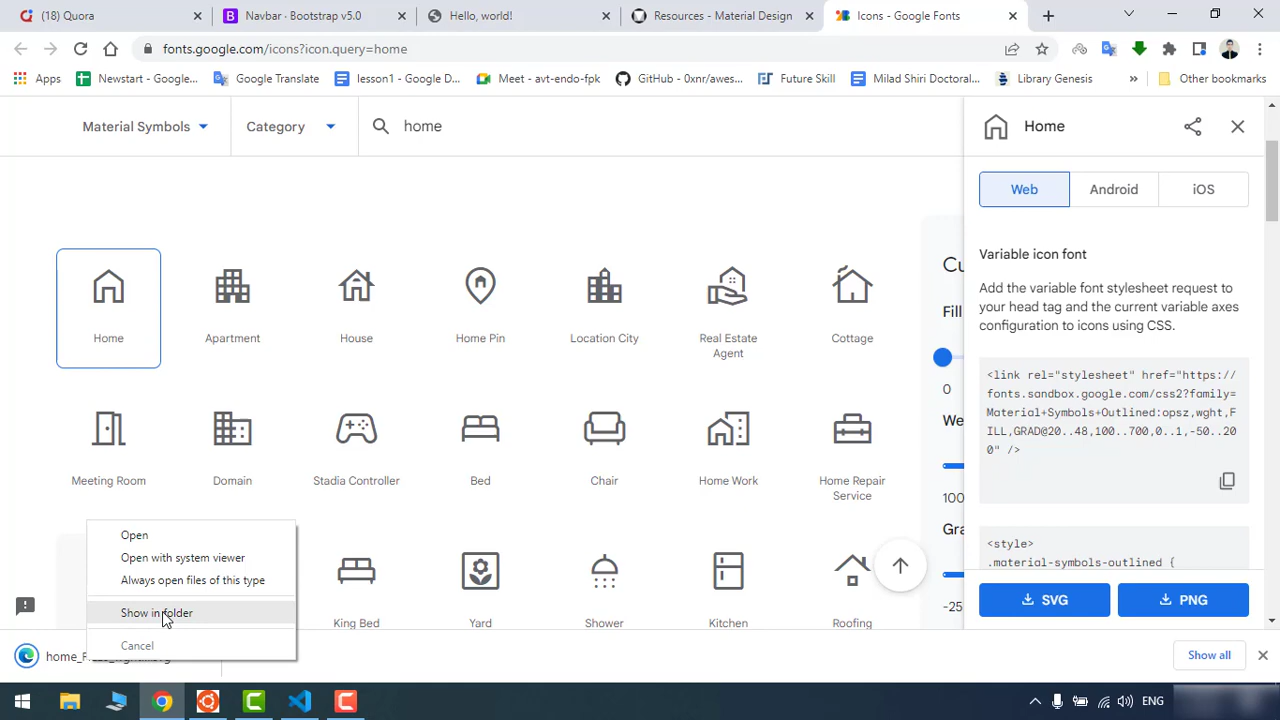 (18) Quora
Navbar · Bootstrap v5.0
Hello, world!
Resources - Material Design
Icons - Google Fonts
fonts.google.com/icons?icon.query=home
Apps
Newstart - Google...
Google Translate
lesson1 - Google D...
Meet - avt-endo-fpk
GitHub - 0xnr/awes...
Future Skill
Milad Shiri Doctoral...
Library Genesis
»
Other bookmarks
Material Symbols
Category
home
Home
Web
Android
iOS
Variable icon font
Add the variable font stylesheet request to
your head tag and the current variable axes
configuration to icons using CSS.
<link rel="stylesheet" href="https://
fonts.sandbox.google.com/css2?family=
Material+Symbols+Outlined:opsz,wght,F
ILL,GRAD@20..48,100..700,0..1,-50..20
0" />
<style>
.material-symbols-outlined {
SVG
PNG
Home
Apartment
House
Home Pin
Location City
Real Estate
Agent
Cottage
Meeting Room
Domain
Stadia Controller
Bed
Chair
Home Work
Home Repair
Service
King Bed
Yard
Shower
Kitchen
Roofing
Fill
0
We
100
Gra
-25
Open
Open with system viewer
Always open files of this type
Show in folder
Cancel
Show all
ENG